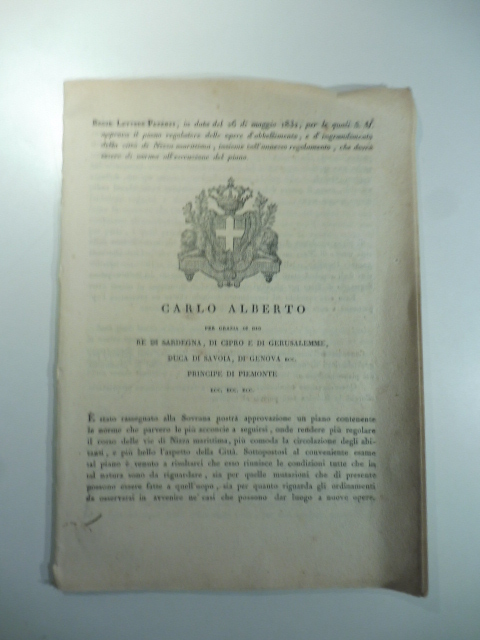 REGIE LETTERE PATENTI, in data del 26 di maggio 1832, per le quali S. M.
approva il piano regolatore delle opere d'abbellimento, e d'ingrandimento
della città di Nizza marittima, insieme coll'annesso regolamento, che dovrà
servire di norma all'esecuzione del piano.
CARLO ALBERTO
PER GRAZIA DI DIO
RE DI SARDEGNA, DI CIPRO E DI GERUSALEMME,
DUCA DI SAVOIA, DI GENOVA ECC.
PRINCIPE DI PIEMONTE
ECC. ECC. ECC.
È stato rassegnato alla Sovrana nostra approvazione un piano contenente
le norme che parvero le più acconcie a seguirsi, onde rendere più regolare
il corso delle vie di Nizza marittima, più comoda la circolazione degli abi-
tanti, e più bello l'aspetto della Città. Sottopostosi al conveniente esame
tal piano è venuto a risultarci che esso riunisce le condizioni tutte che in
tal natura sono da riguardare, sia per quelle mutazioni che di presente
possono essere fatte a quell'uopo, sia per quanto riguarda gli ordinamenti
da osservarsi in avvenire ne' casi che possono dar luogo a nuove opere,